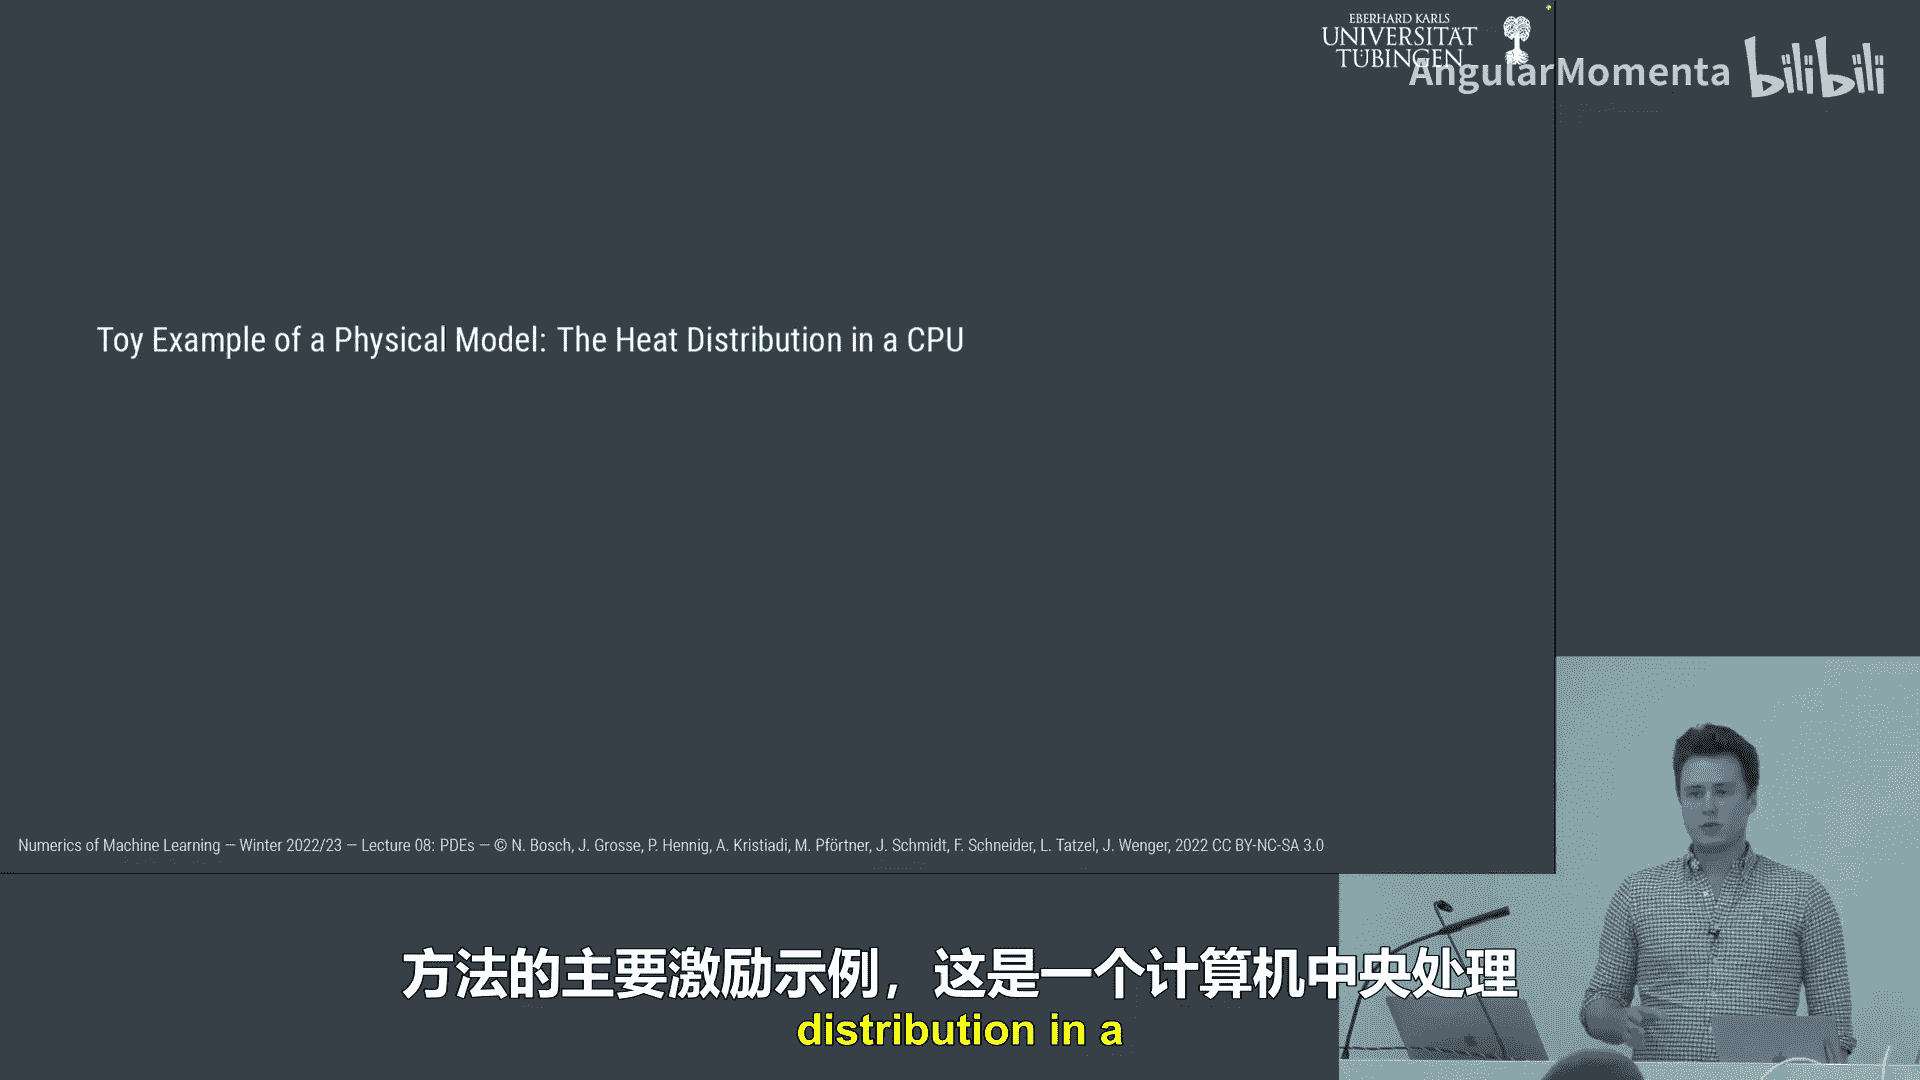 EBERHARD KARLS
UNIVERSITÄT
TÜBINGEN
AngularMomenta bilibili
Toy Example of a Physical Model: The Heat Distribution in a CPU
Numerics of Machine Learning — Winter 2022/23 — Lecture 08: PDEs — © N. Bosch, J. Grosse, P. Hennig, A. Kristiadi, M. Pförtner, J. Schmidt, F. Schneider, L. Tatzel, J. Wenger, 2022 CC BY-NC-SA 3.0
方法的主要激励示例，这是一个计算机中央处理
distribution in a